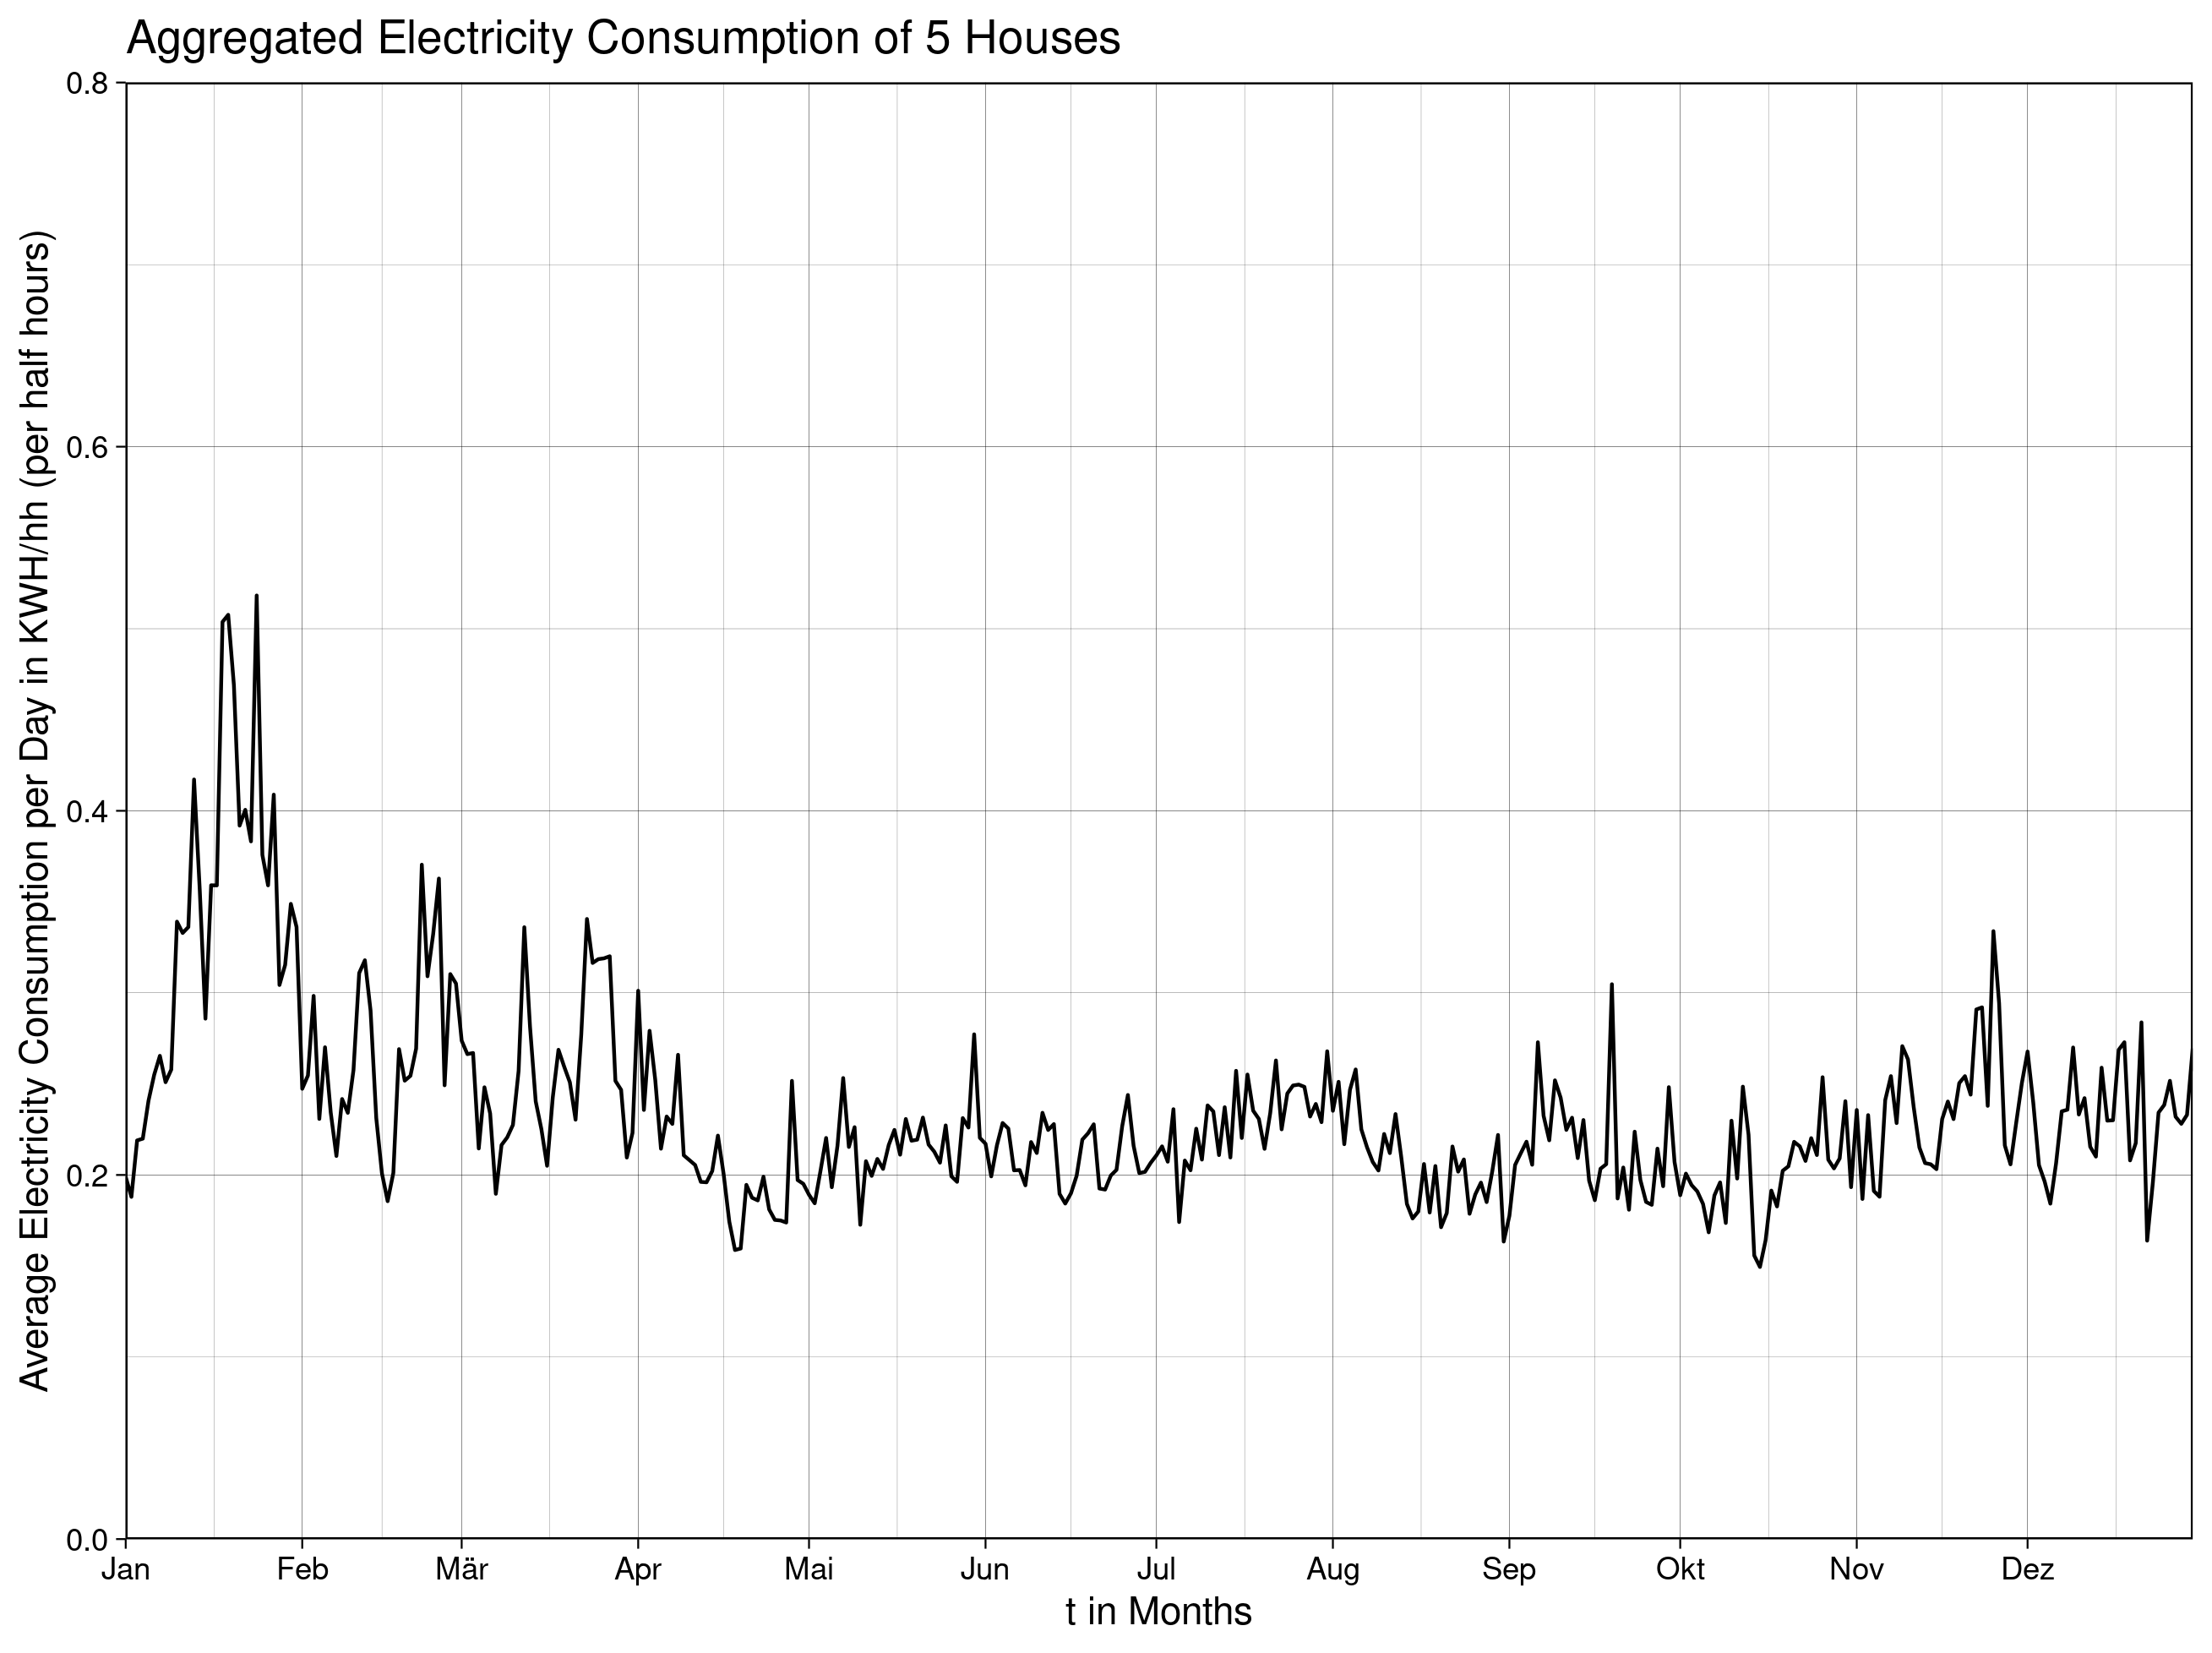 Aggregated Electricity Consumption of 5 Houses
Average Electricity Consumption per Day in KWH/hh (per half hours)
0.8
0.6
0.4
0.2
0.0
Jan Feb Mär Apr Mai Jun Jul Aug Sep Okt Nov Dez
t in Months